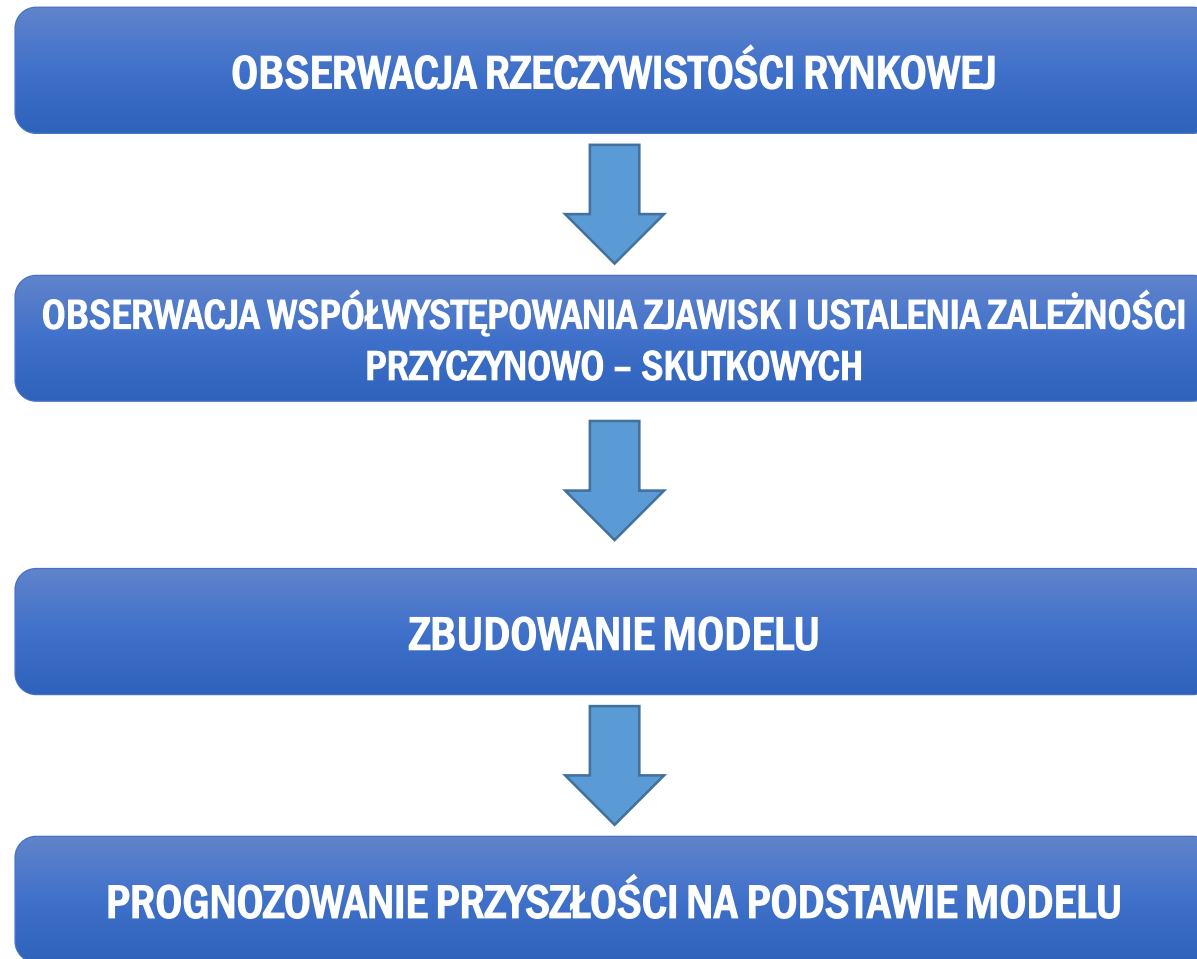 OBSERWACJA RZECZYWISTOŚCI RYNKOWEJ
OBSERWACJA WSPÓŁWYSTĘPOWANIA ZJAWISK I USTALENIA ZALEŻNOŚCI
PRZYCZYNOWO – SKUTKOWYCH
ZBUDOWANIE MODELU
PROGNOZOWANIE PRZYSZŁOŚCI NA PODSTAWIE MODELU